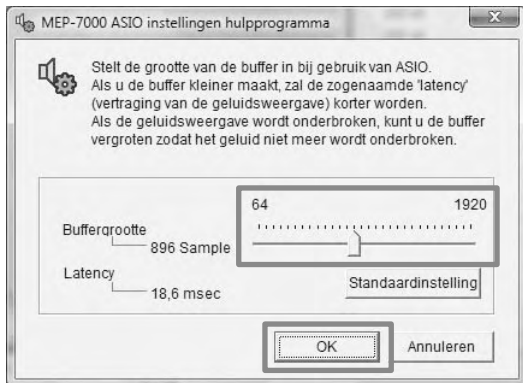 MEP-7000 ASIO instellingen hulpprogramma
Stelt de grootte van de buffer in bij gebruik van ASIO.
Als u de buffer kleiner maakt, zal de zogenaamde 'latency'
(vertraging van de geluidsweergave) korter worden.
Als de geluidsweergave wordt onderbroken, kunt u de buffer
vergroten zodat het geluid niet meer wordt onderbroken.
64 1920
Buffergrootte
896 Sample
Latency
18,6 msec
Standaardinstelling
OK Annuleren